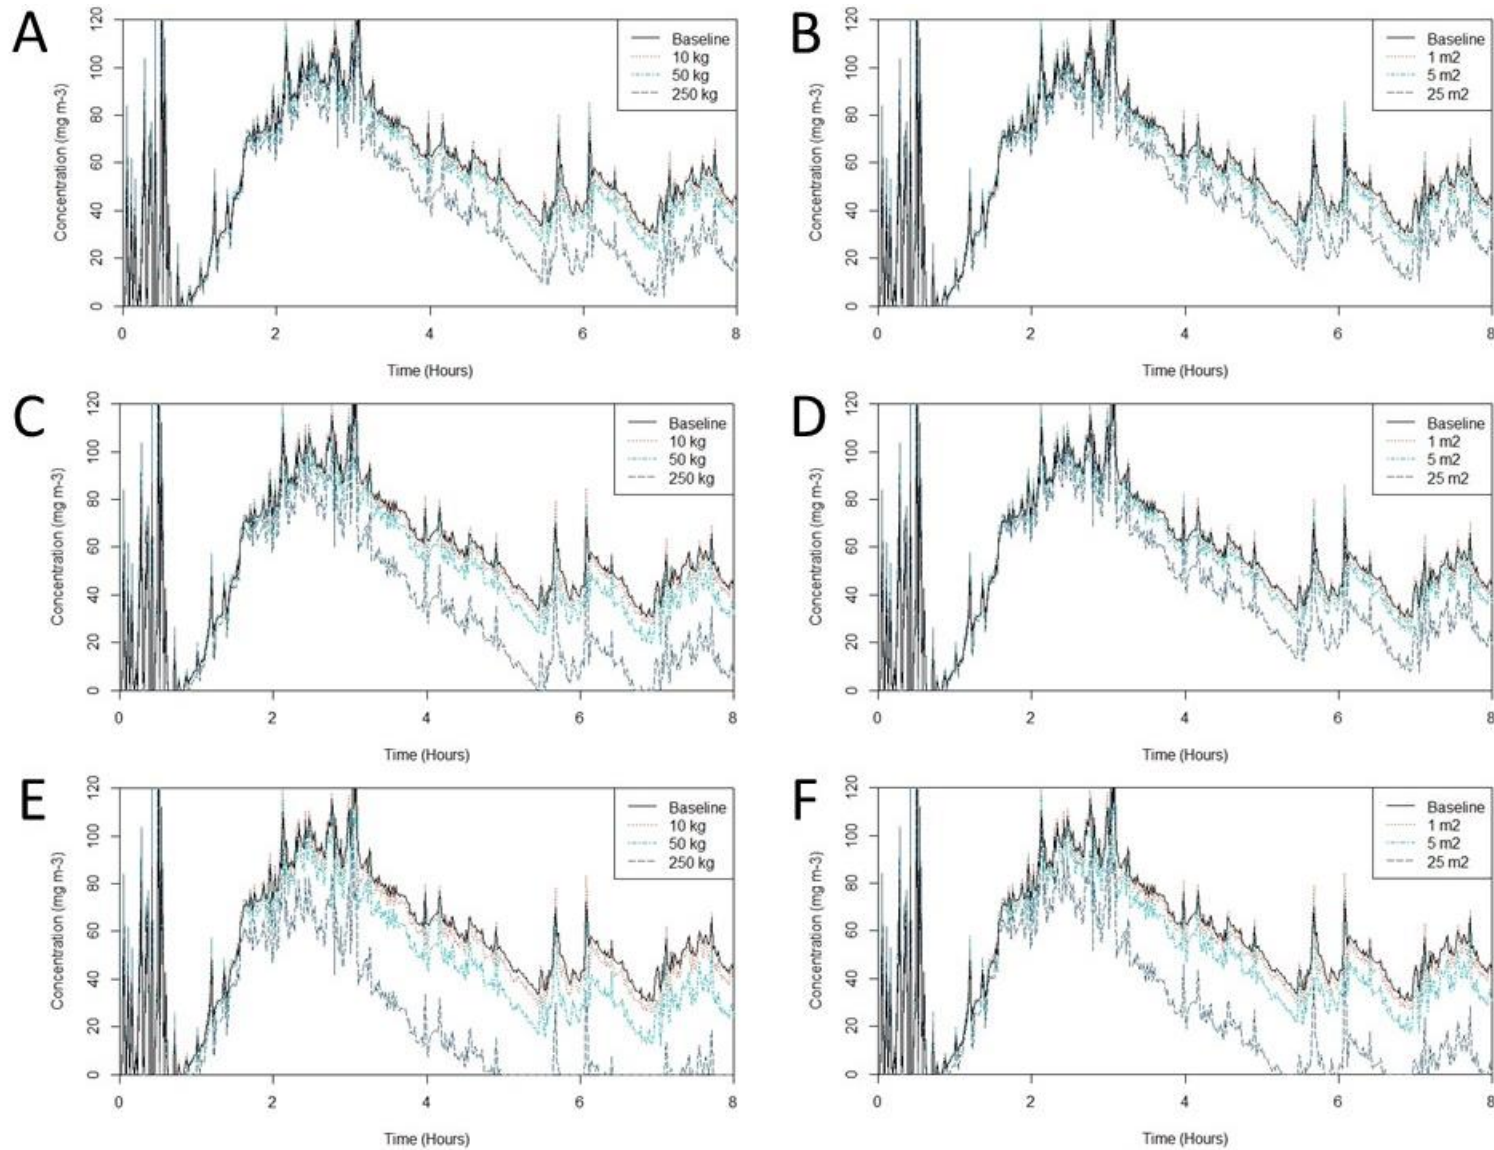 A
Concentration (mg m-3)
0 20 40 60 80 100 120
Baseline
10 kg
50 kg
250 kg
0 2 4 6 8
Time (Hours)
B
Concentration (mg m-3)
0 20 40 60 80 100 120
Baseline
1 m2
5 m2
25 m2
0 2 4 6 8
Time (Hours)
C
Concentration (mg m-3)
0 20 40 60 80 100 120
Baseline
10 kg
50 kg
250 kg
0 2 4 6 8
Time (Hours)
D
Concentration (mg m-3)
0 20 40 60 80 100 120
Baseline
1 m2
5 m2
25 m2
0 2 4 6 8
Time (Hours)
E
Concentration (mg m-3)
0 20 40 60 80 100 120
Baseline
10 kg
50 kg
250 kg
0 2 4 6 8
Time (Hours)
F
Concentration (mg m-3)
0 20 40 60 80 100 120
Baseline
1 m2
5 m2
25 m2
0 2 4 6 8
Time (Hours)